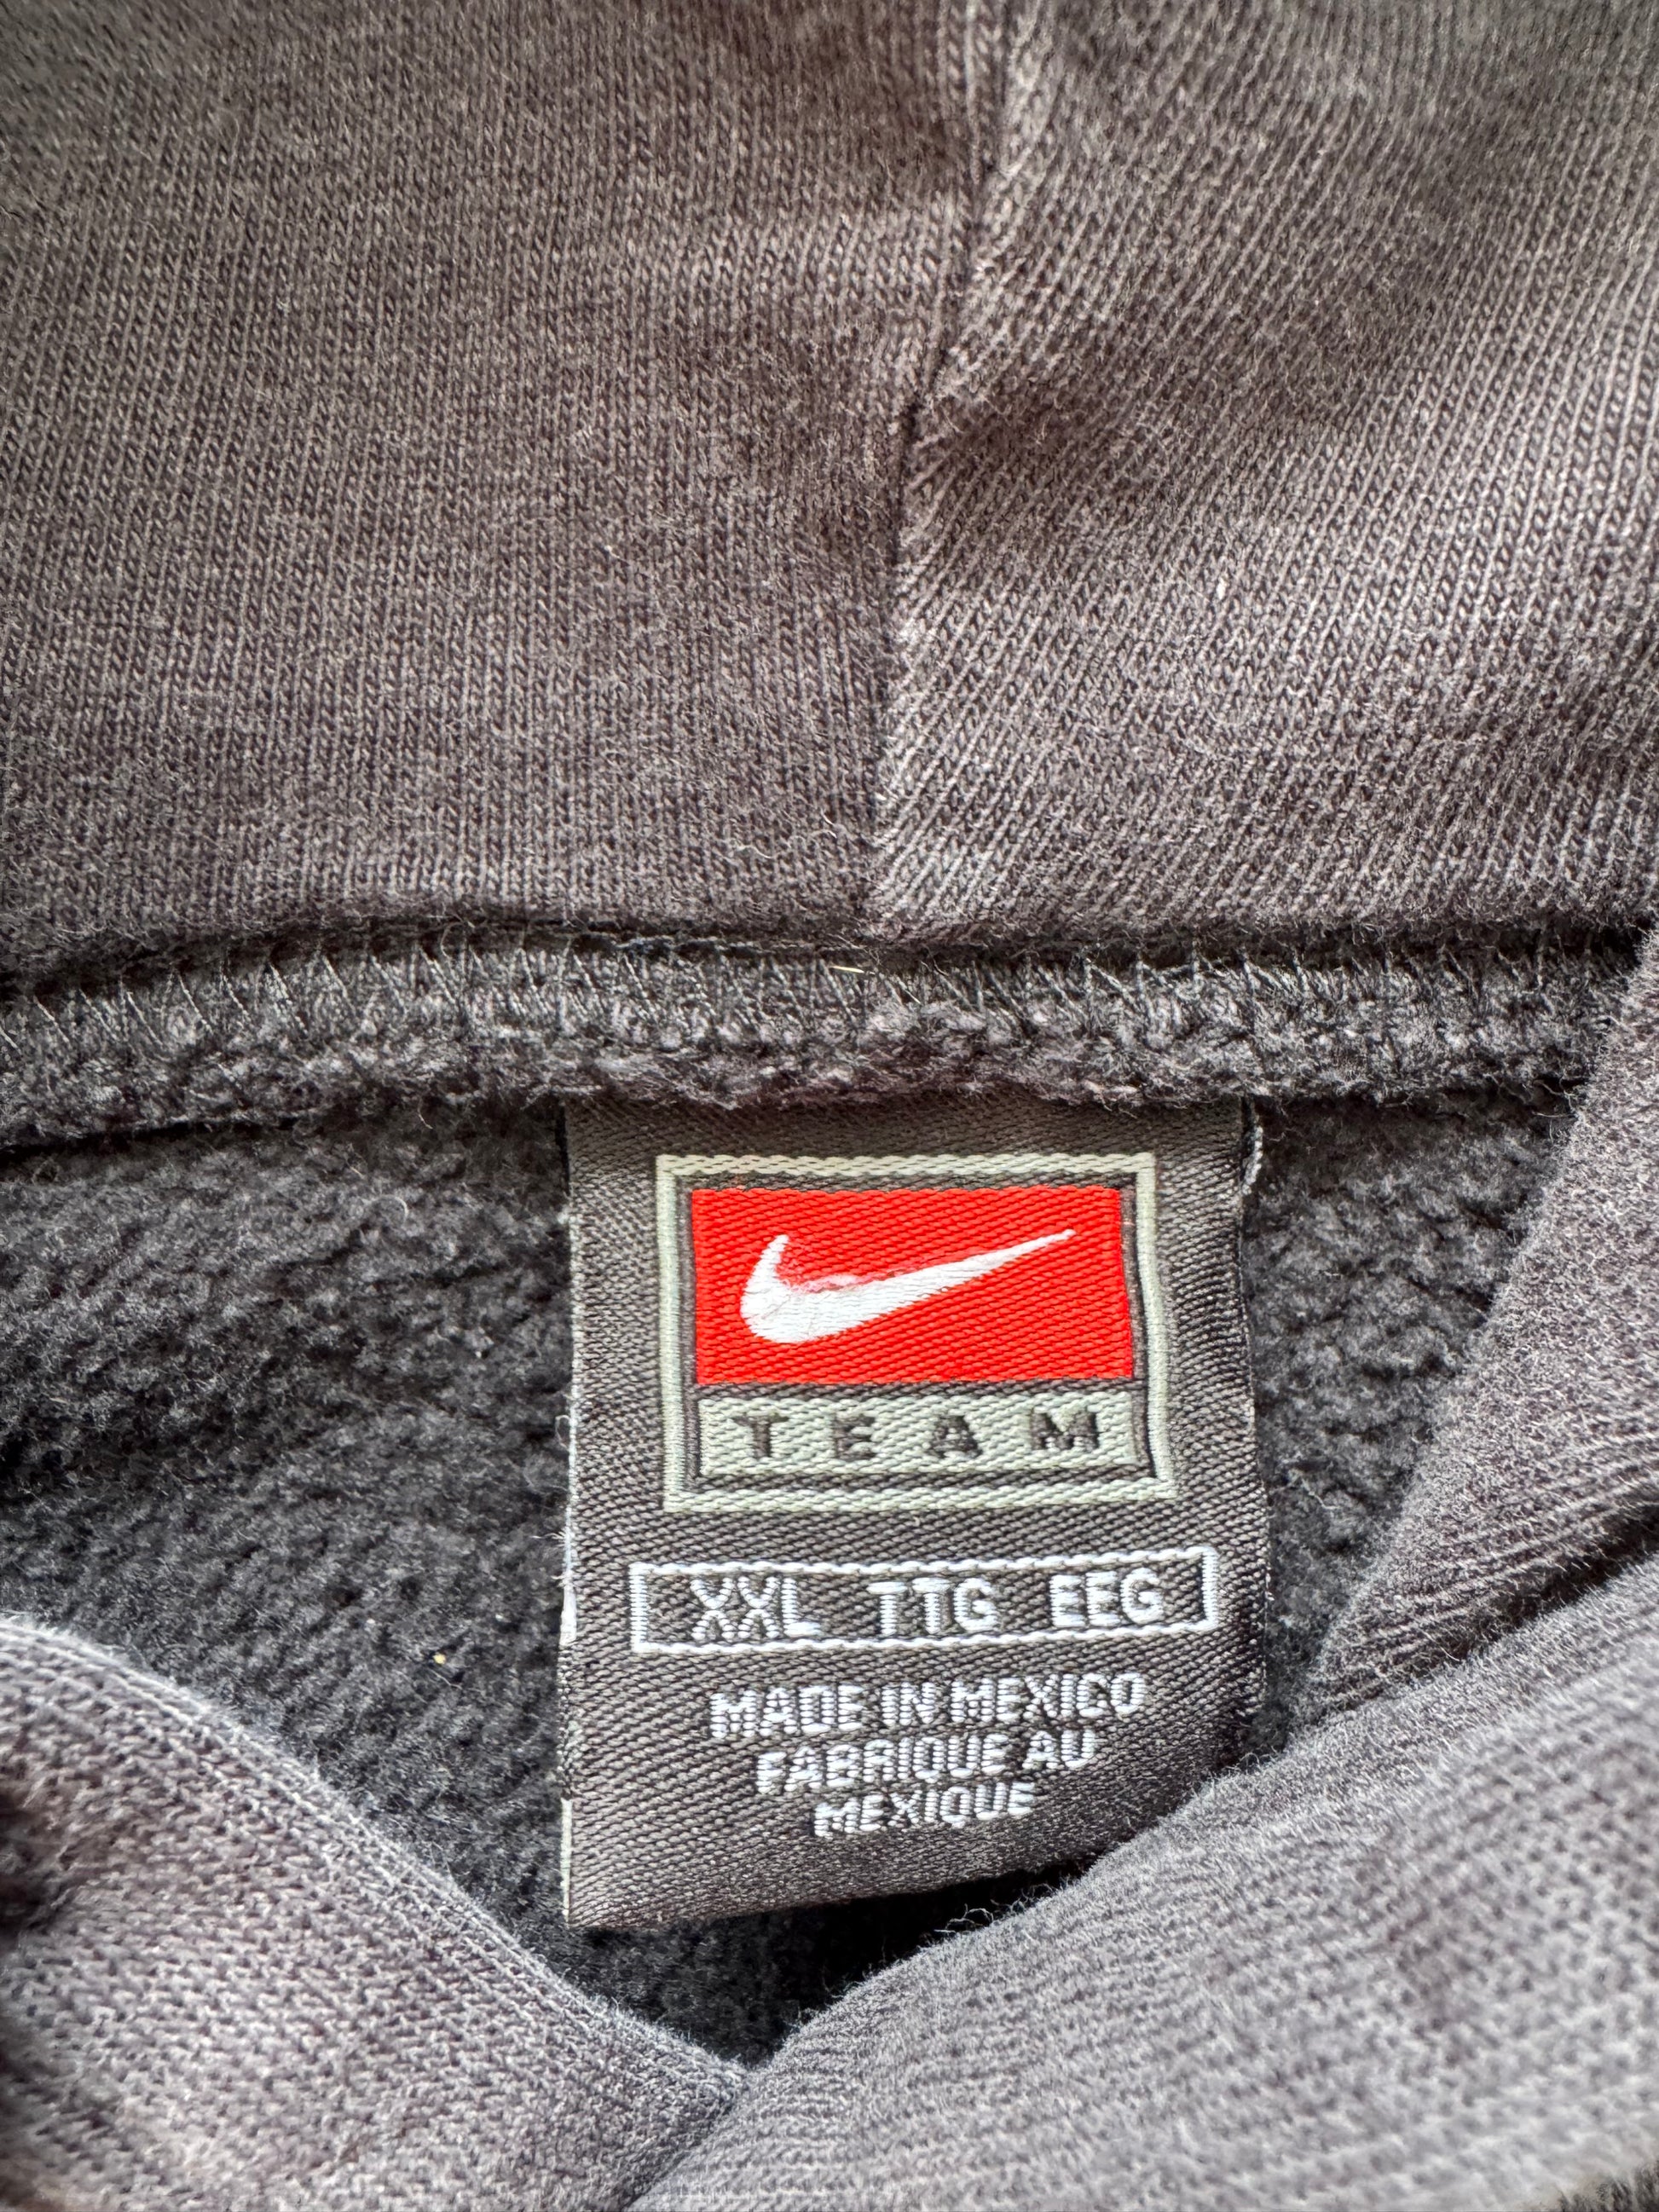 TEAM
XXL TTG EEG
MADE IN MEXICO
FABRIQUE AU
MEXIQUE